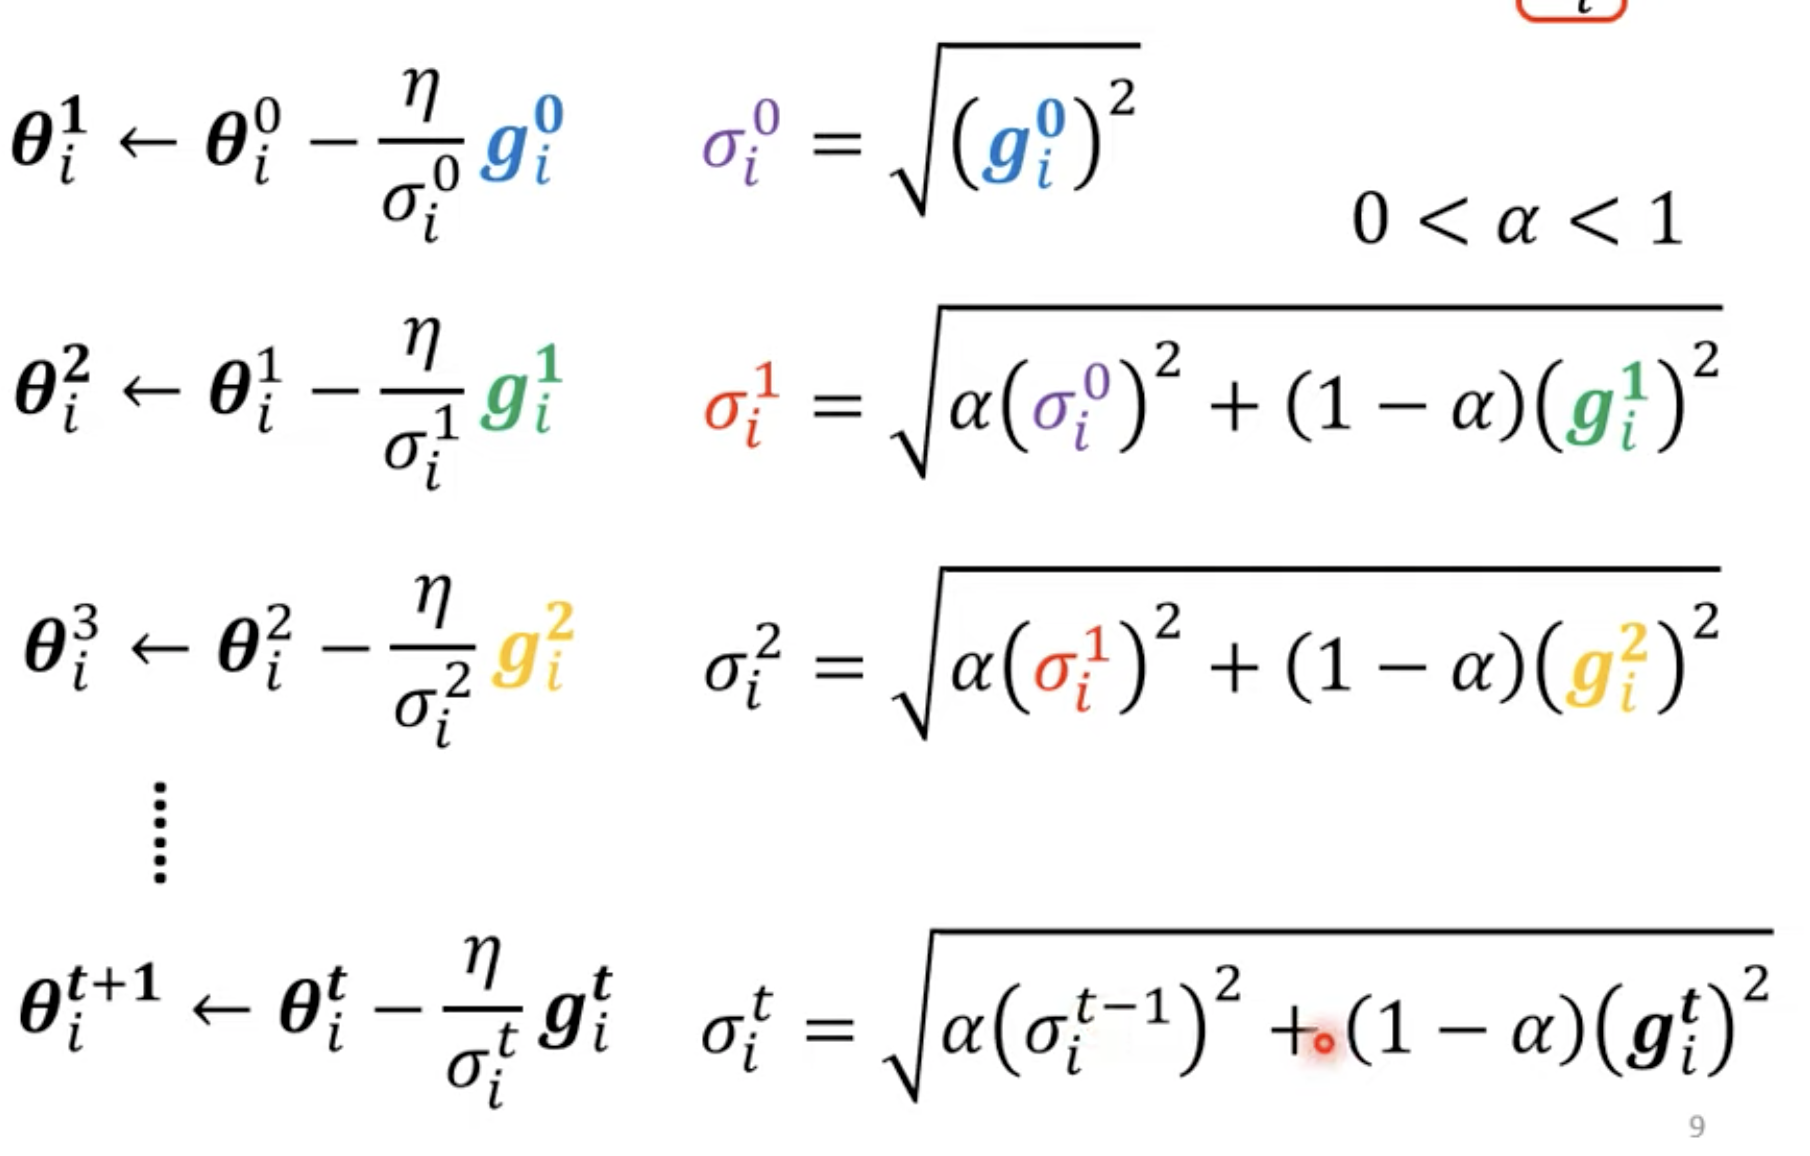 i
θ_i^1 ← θ_i^0 − η/σ_i^0 g_i^0    σ_i^0 = √((g_i^0)^2)
0 < α < 1
θ_i^2 ← θ_i^1 − η/σ_i^1 g_i^1    σ_i^1 = √(α(σ_i^0)^2 + (1 − α)(g_i^1)^2)
θ_i^3 ← θ_i^2 − η/σ_i^2 g_i^2    σ_i^2 = √(α(σ_i^1)^2 + (1 − α)(g_i^2)^2)
⋮
θ_i^{t+1} ← θ_i^t − η/σ_i^t g_i^t    σ_i^t = √(α(σ_i^{t−1})^2 + (1 − α)(g_i^t)^2)
9